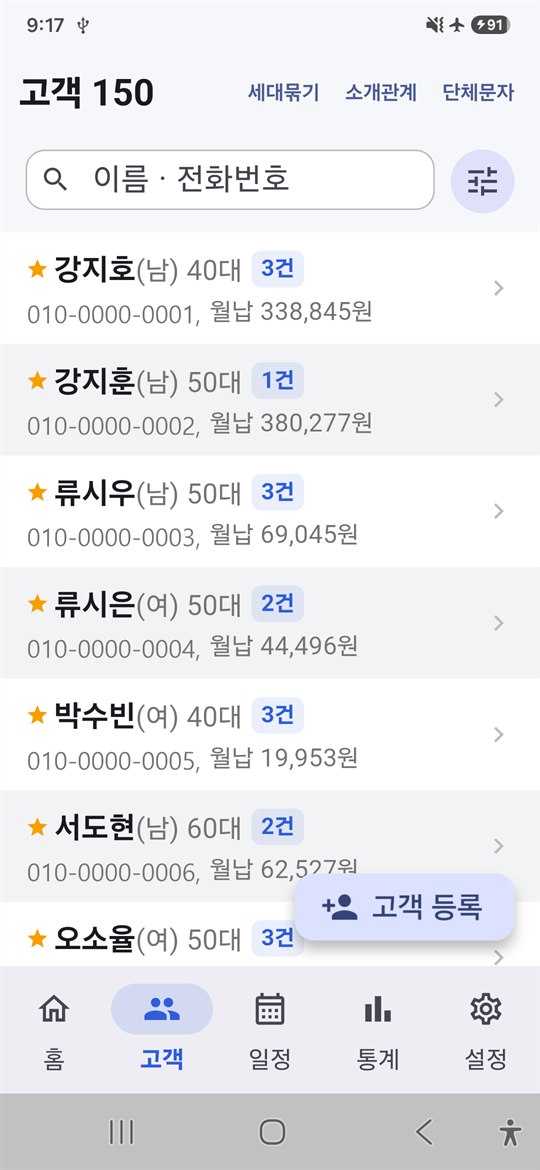 9:17
91
고객 150
세대묶기 소개관계 단체문자
이름 · 전화번호
강지호(남) 40대 3건
010-0000-0001, 월납 338,845원
강지훈(남) 50대 1건
010-0000-0002, 월납 380,277원
류시우(남) 50대 3건
010-0000-0003, 월납 69,045원
류시은(여) 50대 2건
010-0000-0004, 월납 44,496원
박수빈(여) 40대 3건
010-0000-0005, 월납 19,953원
서도현(남) 60대 2건
010-0000-0006, 월납 62,527원
고객 등록
오소율(여) 50대 3건
홈 고객 일정 통계 설정